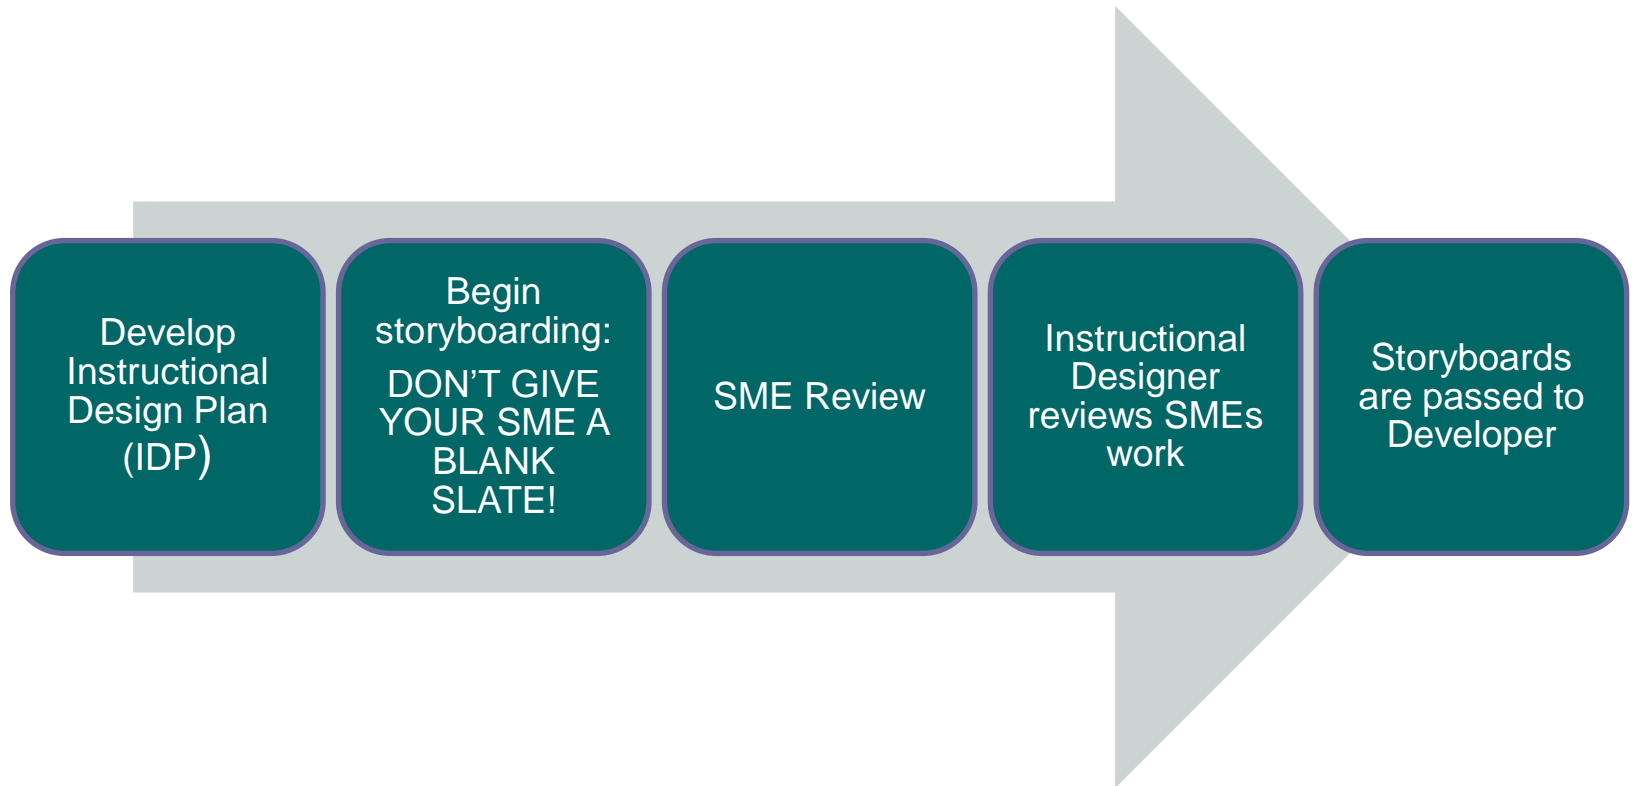 Develop
Instructional
Design Plan
(IDP)
Begin
storyboarding:
DON’T GIVE
YOUR SME A
BLANK
SLATE!
SME Review
Instructional
Designer
reviews SMEs
work
Storyboards
are passed to
Developer